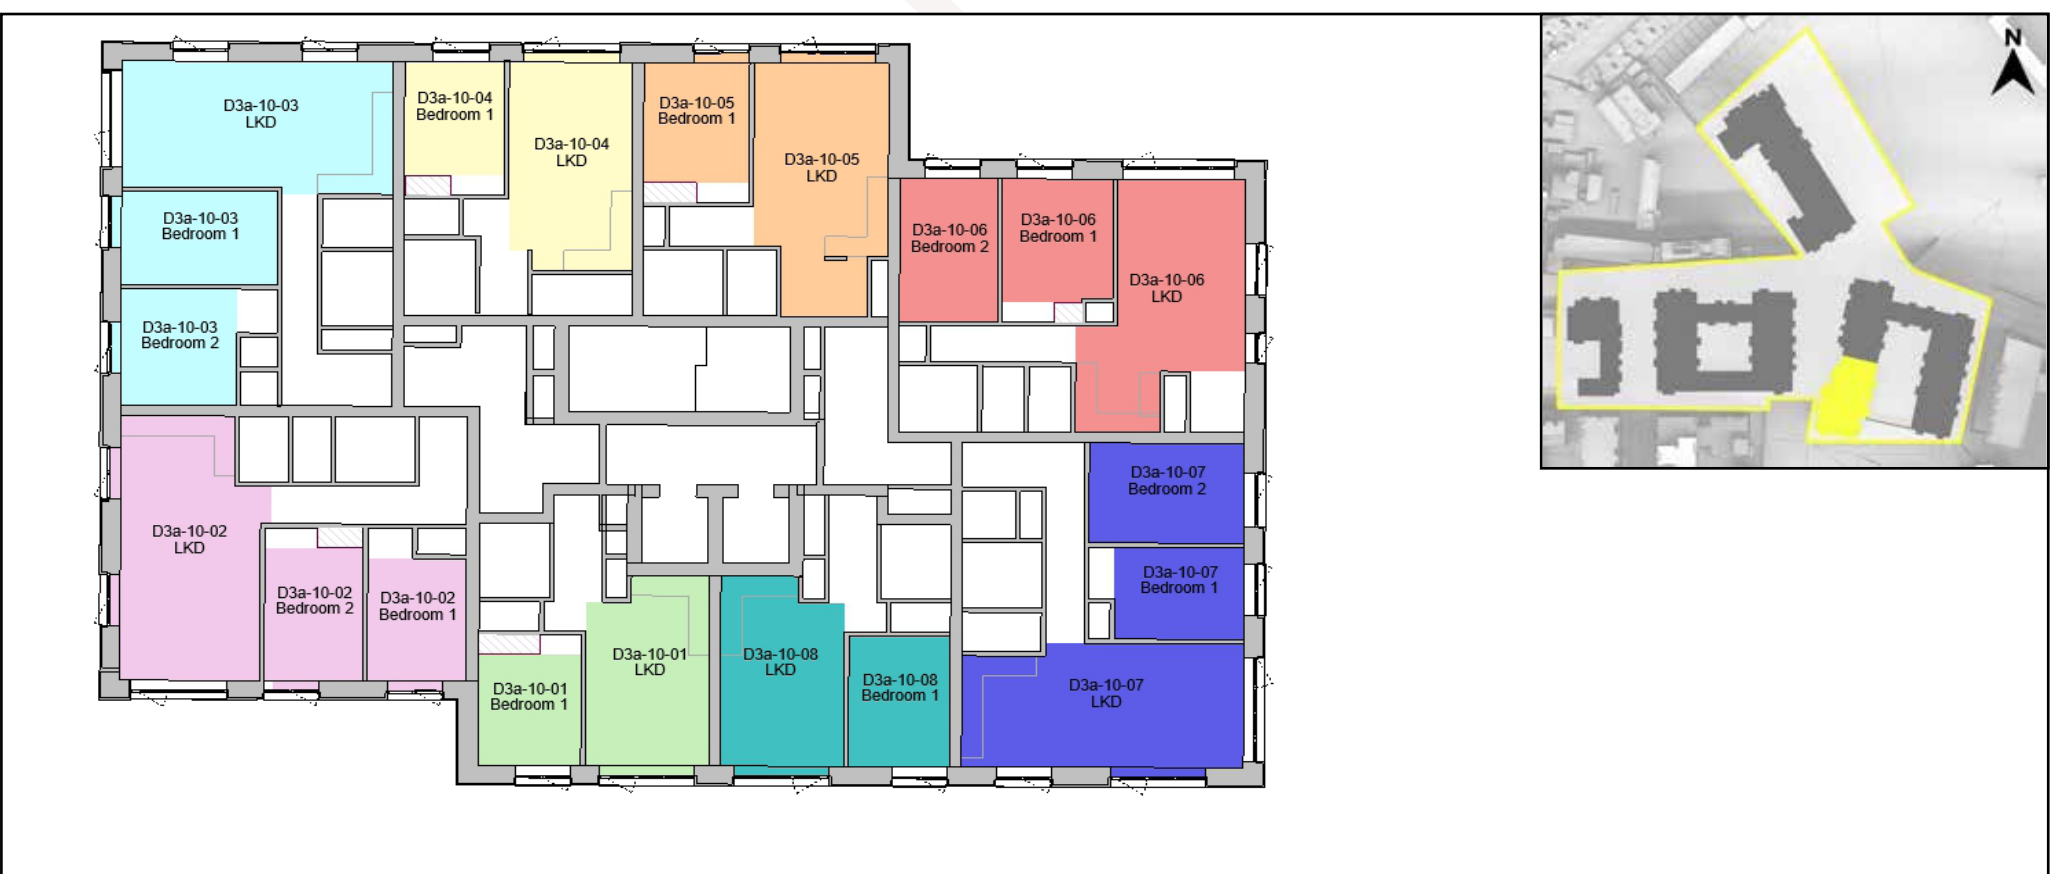 N
D3a-10-03
LKD
D3a-10-04
Bedroom 1
D3a-10-04
LKD
D3a-10-05
Bedroom 1
D3a-10-05
LKD
D3a-10-03
Bedroom 1
D3a-10-06
Bedroom 2
D3a-10-06
Bedroom 1
D3a-10-06
LKD
D3a-10-03
Bedroom 2
D3a-10-07
Bedroom 2
D3a-10-02
LKD
D3a-10-02
Bedroom 2
D3a-10-02
Bedroom 1
D3a-10-07
Bedroom 1
D3a-10-01
LKD
D3a-10-08
LKD
D3a-10-01
Bedroom 1
D3a-10-08
Bedroom 1
D3a-10-07
LKD